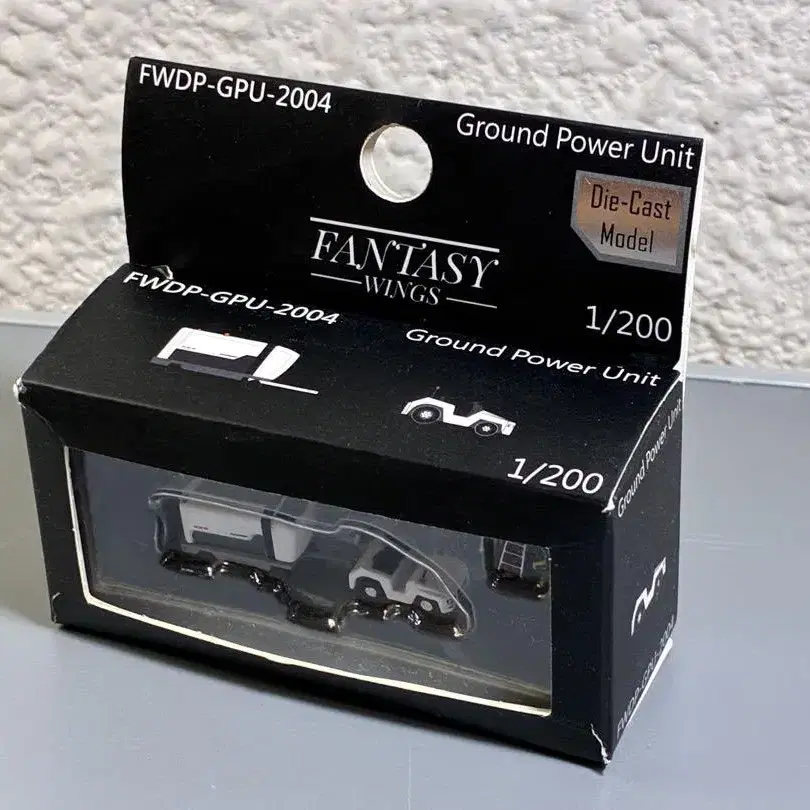 FWDP-GPU-2004
Ground Power Unit
Die-Cast
Model
FANTASY
WINGS
1/200
FWDP-GPU-2004
Ground Power Unit
1/200
Ground Power Unit
FWDP-GPU-2004